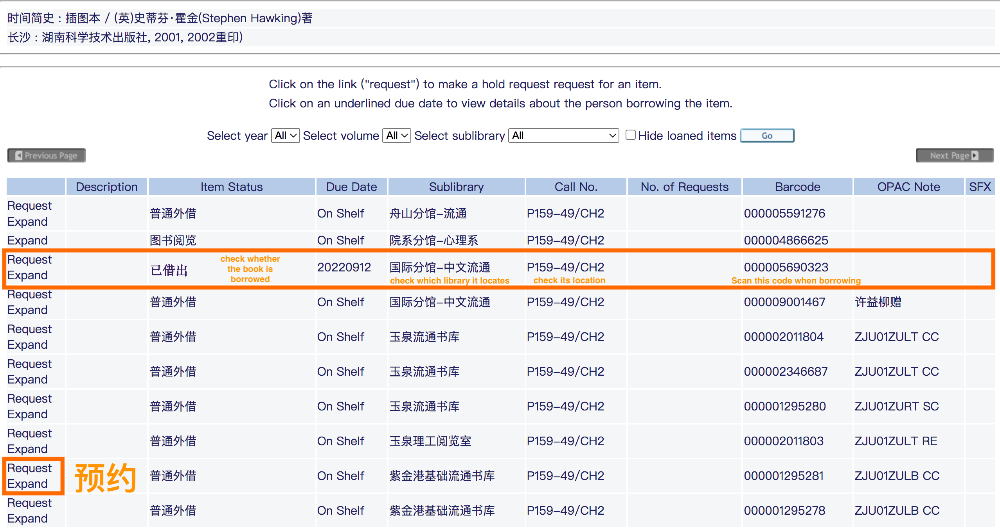 时间简史 : 插图本 / (英)史蒂芬·霍金(Stephen Hawking)著
长沙 : 湖南科学技术出版社, 2001, 2002重印)
Click on the link ("request") to make a hold request request for an item.
Click on an underlined due date to view details about the person borrowing the item.
Select year All Select volume All Select sublibrary All Hide loaned items Go
Previous Page Next Page
Description Item Status Due Date Sublibrary Call No. No. of Requests Barcode OPAC Note SFX
Request
Expand
普通外借 On Shelf 舟山分馆-流通 P159-49/CH2 000005591276
Expand 图书阅览 On Shelf 院系分馆-心理系 P159-49/CH2 000004866625
Request
Expand
已借出
check whether
the book is
borrowed
20220912 国际分馆-中文流通 P159-49/CH2 000005690323
check which library it locates check its location Scan this code when borrowing
Request
Expand
普通外借 On Shelf 国际分馆-中文流通 P159-49/CH2 000009001467 许益柳赠
Request
Expand
普通外借 On Shelf 玉泉流通书库 P159-49/CH2 000002011804 ZJU01ZULT CC
Request
Expand
普通外借 On Shelf 玉泉流通书库 P159-49/CH2 000002346687 ZJU01ZULT CC
Request
Expand
普通外借 On Shelf 玉泉流通书库 P159-49/CH2 000001295280 ZJU01ZURT SC
Request
Expand
普通外借 On Shelf 玉泉理工阅览室 P159-49/CH2 000002011803 ZJU01ZULT RE
Request
Expand
预约
普通外借 On Shelf 紫金港基础流通书库 P159-49/CH2 000001295281 ZJU01ZULB CC
Request
Expand
普通外借 On Shelf 紫金港基础流通书库 P159-49/CH2 000001295278 ZJU01ZULB CC